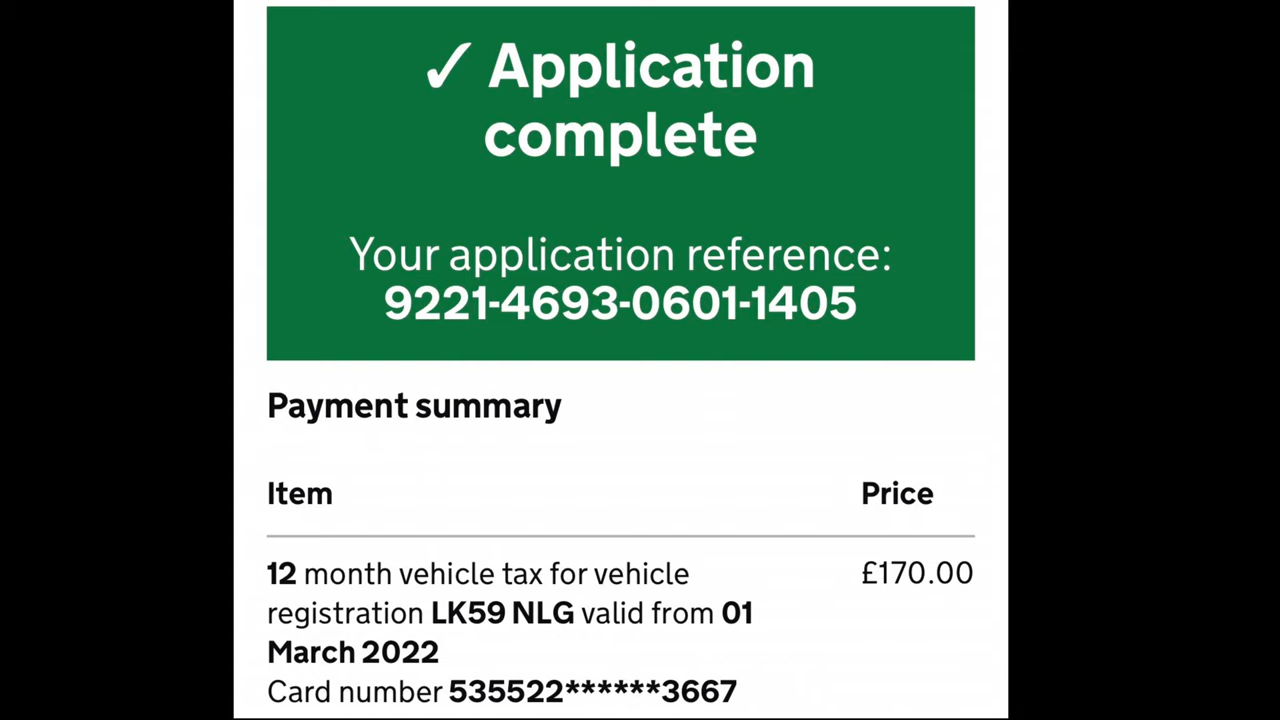 ✓ Application
complete
Your application reference:
9221-4693-0601-1405
Payment summary
Item Price
12 month vehicle tax for vehicle £170.00
registration LK59 NLG valid from 01
March 2022
Card number 535522******3667